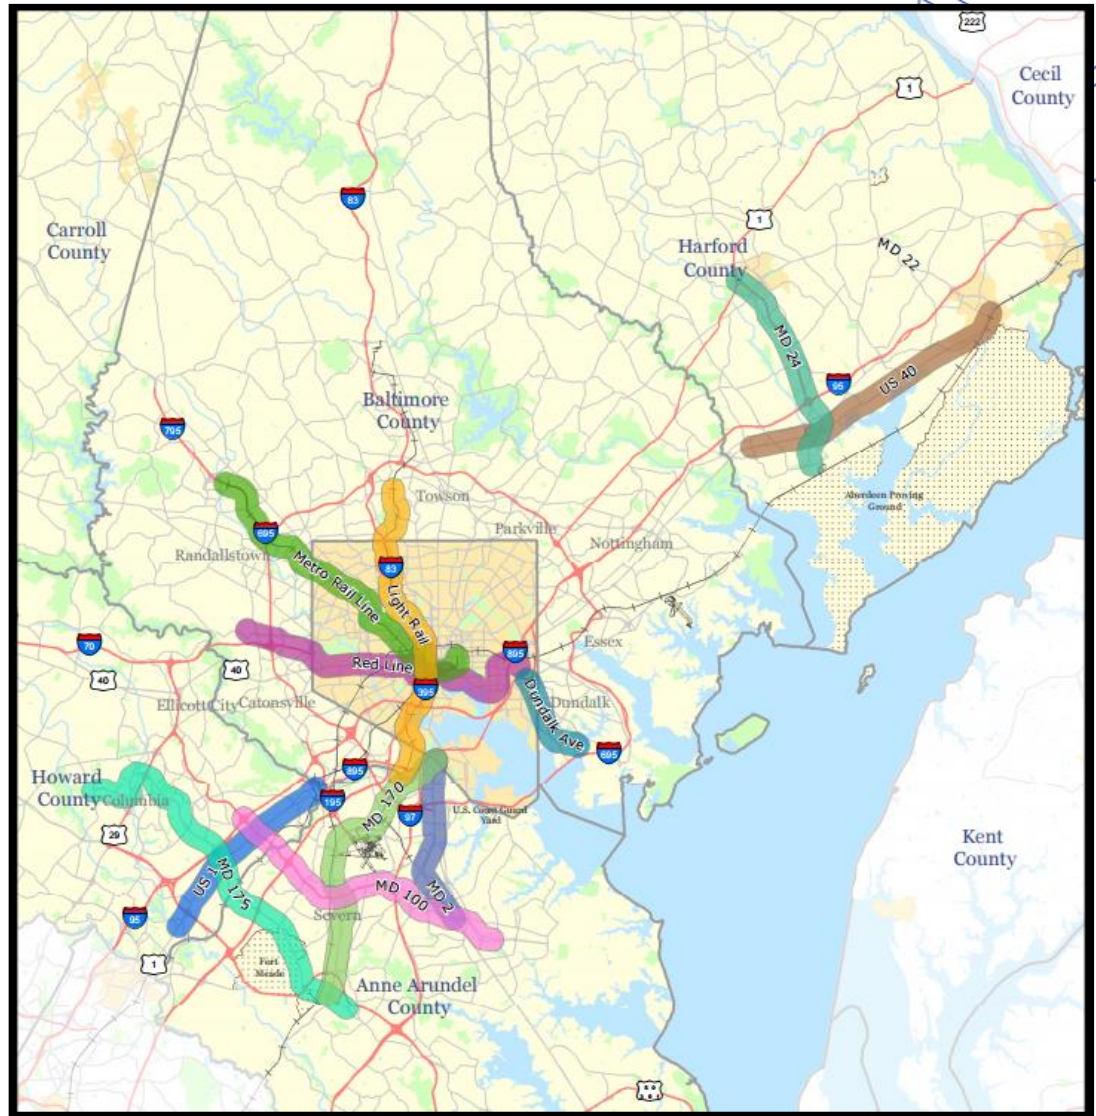 222
Cecil
County
1
83
1
Carroll
County
Harford
County
MD 22
MD 24
95
US 40
Baltimore
County
795
Towson
Aberdeen Proving
Ground
695
Parkville
Nottingham
Randallstown
Metro Rail Line
83
Light Rail
70
40
40
Red Line
895
Essex
395
Ellicott City
Catonsville
Dundalk Ave
Dundalk
695
895
Howard
County
Columbia
195
MD 170
97
U.S. Coast Guard
Yard
29
Kent
County
US 1
MD 175
MD 100
MD 2
95
Severn
1
Fort
Meade
Anne Arundel
County